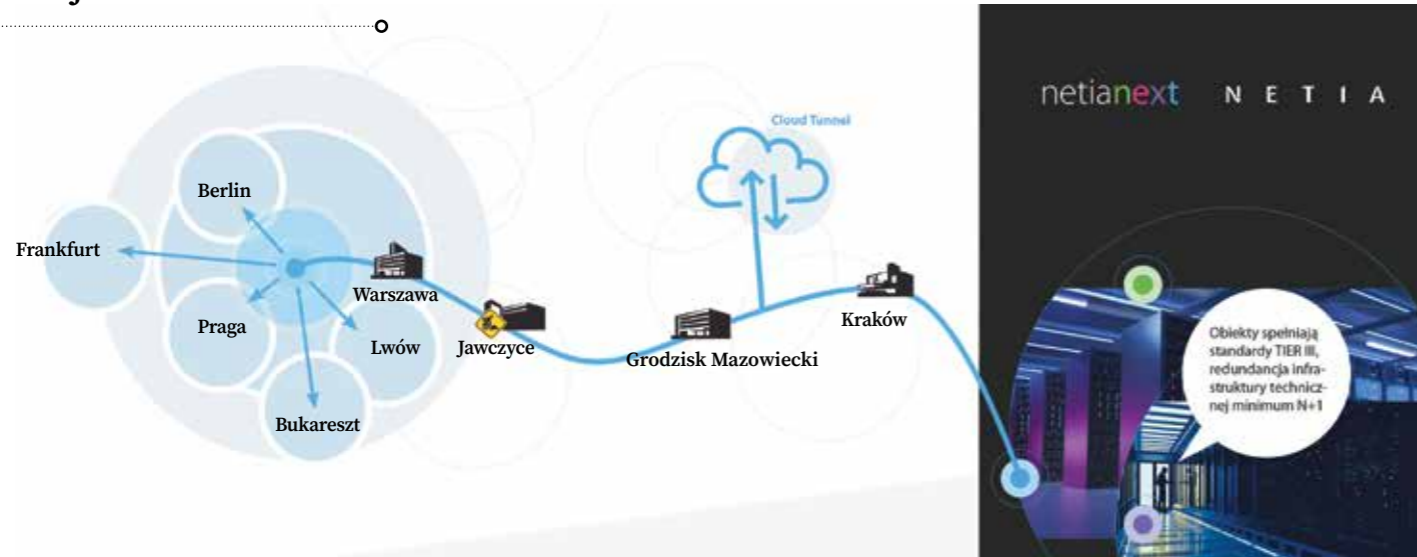 netianext NETIA
Cloud Tunnel
Berlin
Frankfurt
Warszawa
Praga
Lwów
Jawczyce
Grodzisk Mazowiecki
Kraków
Bukareszt
Obiekty spełniają
standardy TIER III,
redundancja infra-
struktury technicz-
nej minimum N+1